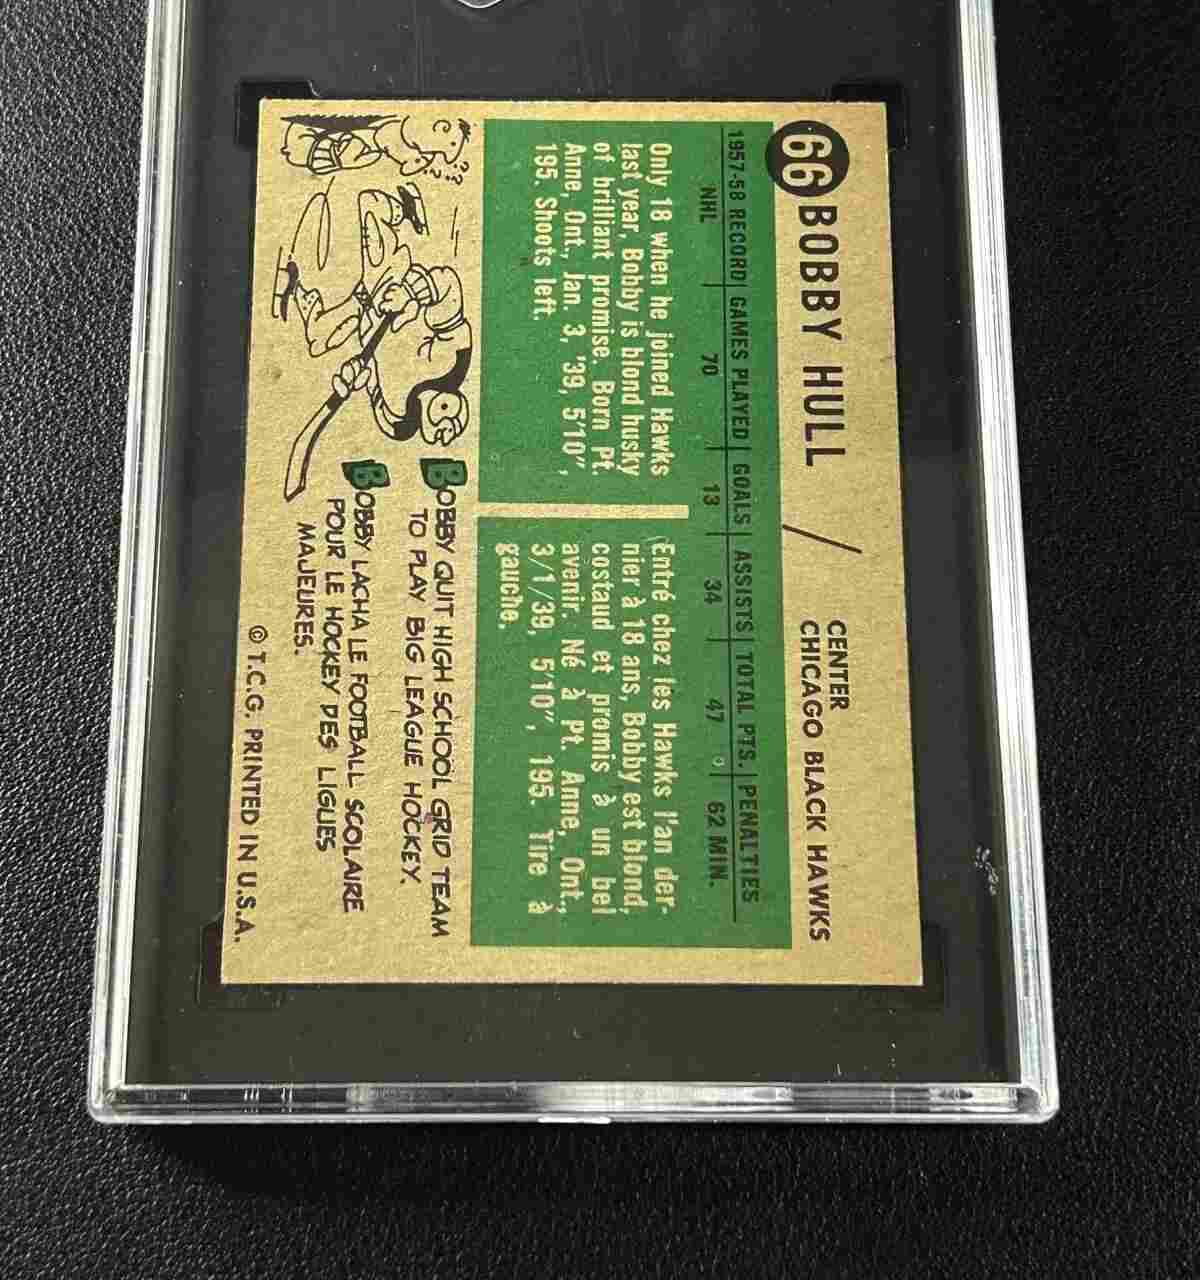 66 BOBBY HULL / CENTER
CHICAGO BLACK HAWKS
1957-58 RECORD GAMES PLAYED GOALS ASSISTS TOTAL PTS. PENALTIES
NHL 70 13 34 47 62 MIN.
Only 18 when he joined Hawks
last year, Bobby is blond husky
of brilliant promise. Born Pt.
Anne, Ont., Jan. 3, '39, 5'10",
195. Shoots left.
Entré chez les Hawks l'an der-
nier à 18 ans, Bobby est blond,
costaud et promis à un bel
avenir. Né à Pt. Anne, Ont.,
3/1/39, 5'10", 195. Tire à
gauche.
??
??
BOBBY QUIT HIGH SCHOOL GRID TEAM
TO PLAY BIG LEAGUE HOCKEY.
BOBBY LACHA LE FOOTBALL SCOLAIRE
POUR LE HOCKEY DES LIGUES
MAJEURES.
© T.C.G. PRINTED IN U.S.A.